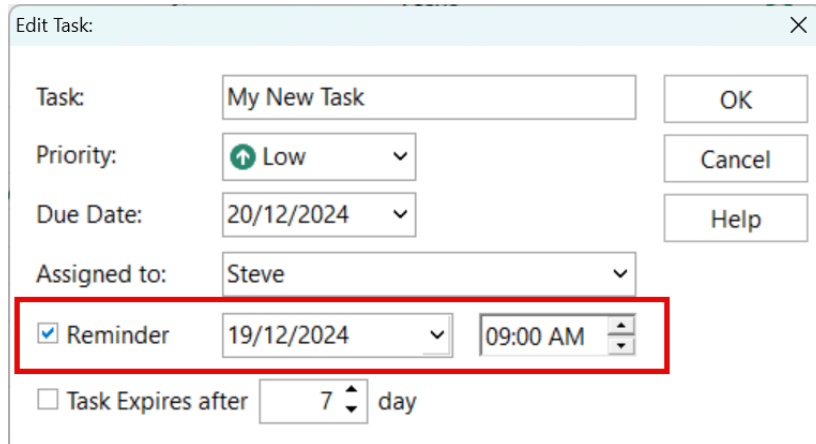 Edit Task:
Task: My New Task OK
Priority: Low Cancel
Due Date: 20/12/2024 Help
Assigned to: Steve
Reminder 19/12/2024 09:00 AM
Task Expires after 7 day